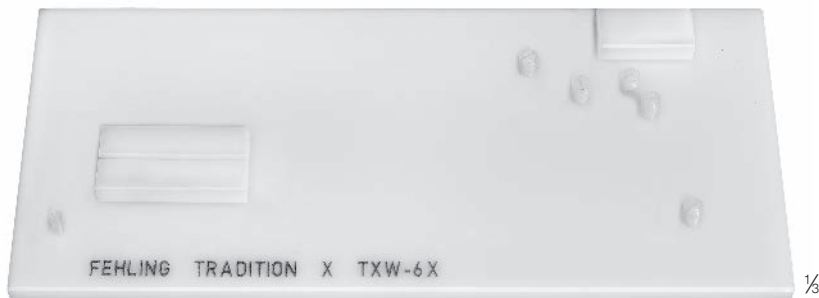 FEHLING TRADITION X TXW-6X
⅓